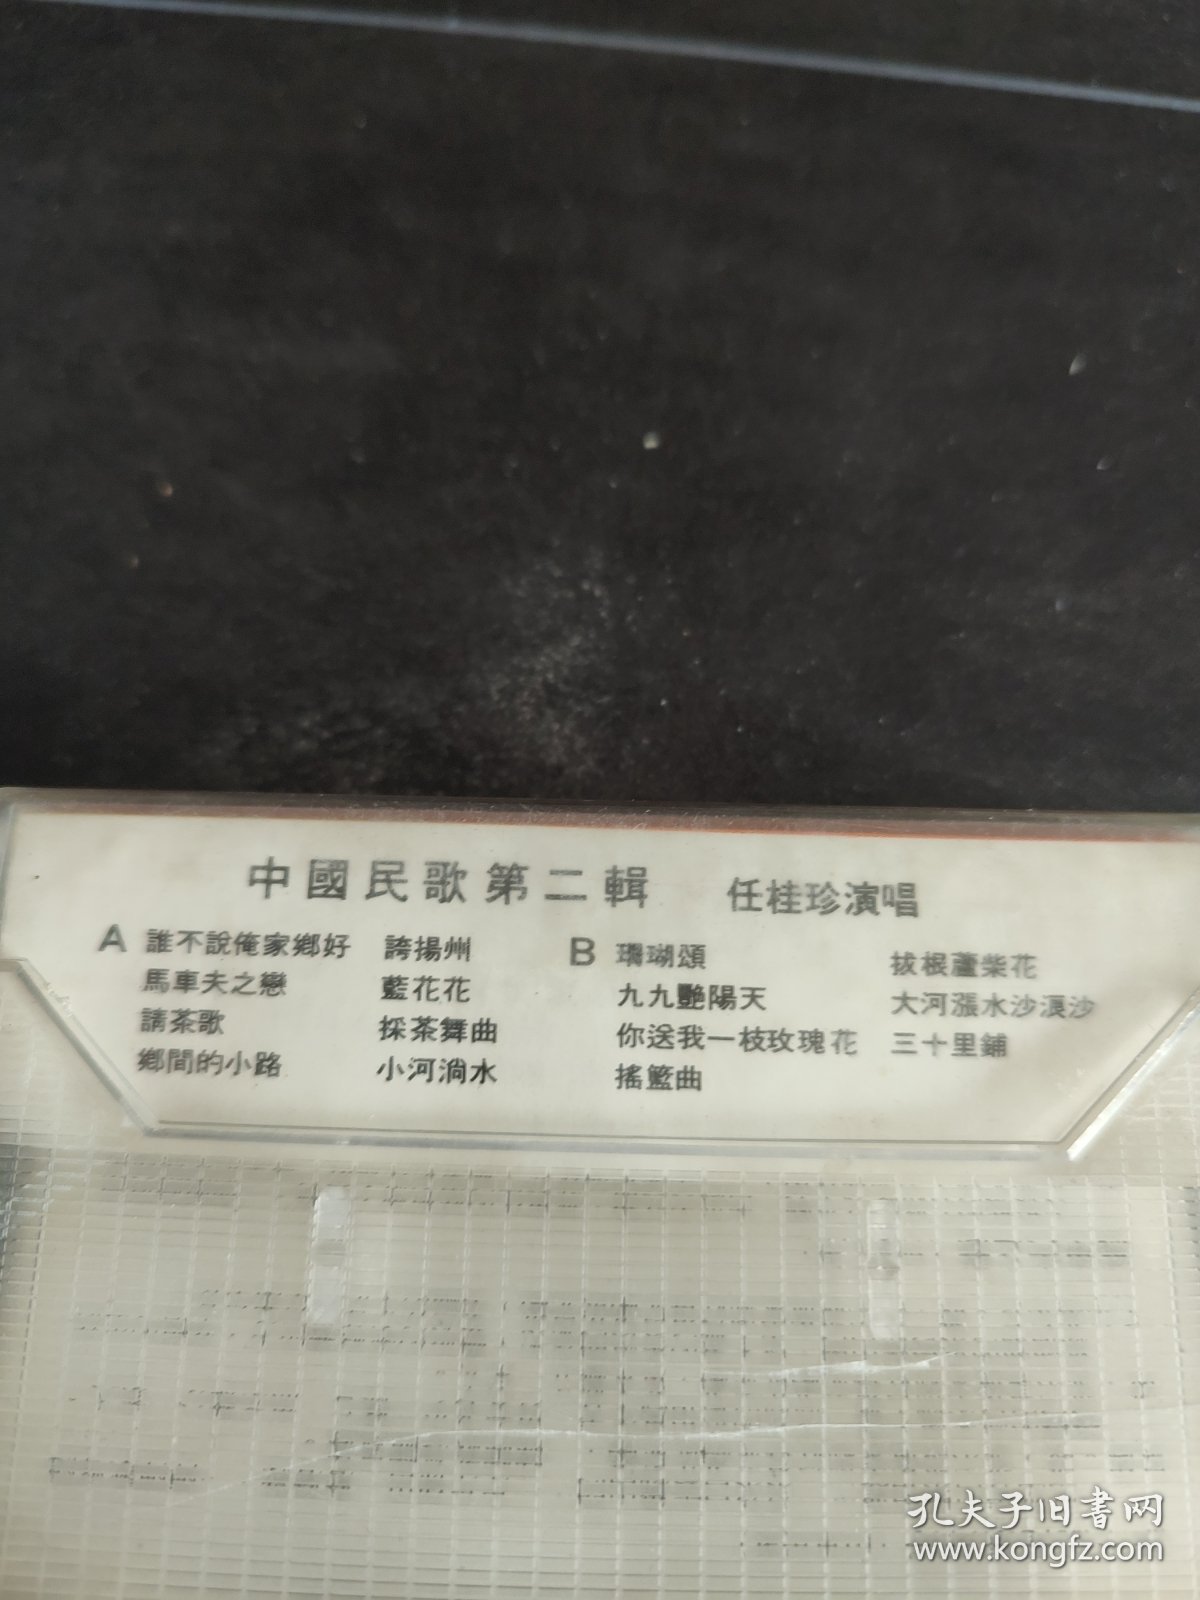 中國民歌第二輯 任桂珍演唱
A 誰不說俺家鄉好
馬車夫之戀
請茶歌
鄉間的小路
誇揚州
藍花花
採茶舞曲
小河淌水
B 珊瑚頌
九九艷陽天
你送我一枝玫瑰花
搖籃曲
拔根蘆柴花
大河漲水沙浪沙
三十里鋪
孔夫子旧书网
www.kongfz.com